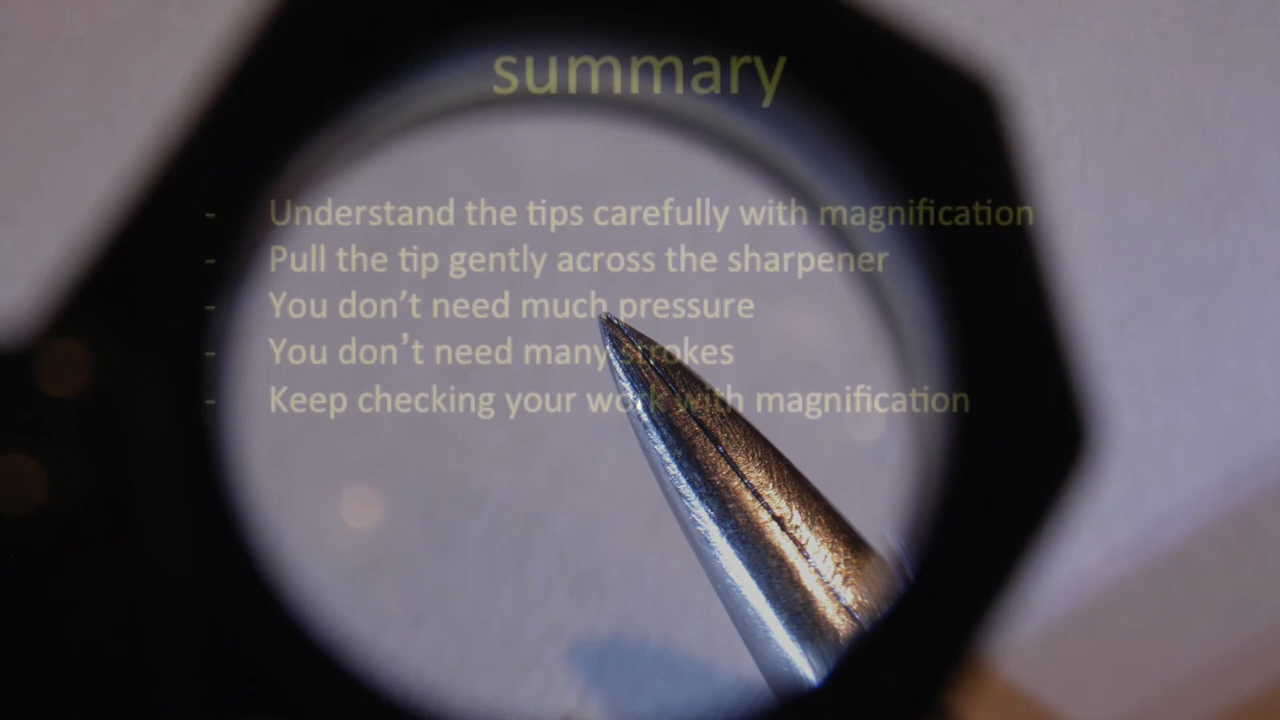 summary
- Understand the tips carefully with magnification
- Pull the tip gently across the sharpener
- You don’t need much pressure
- You don’t need many strokes
- Keep checking your work with magnification